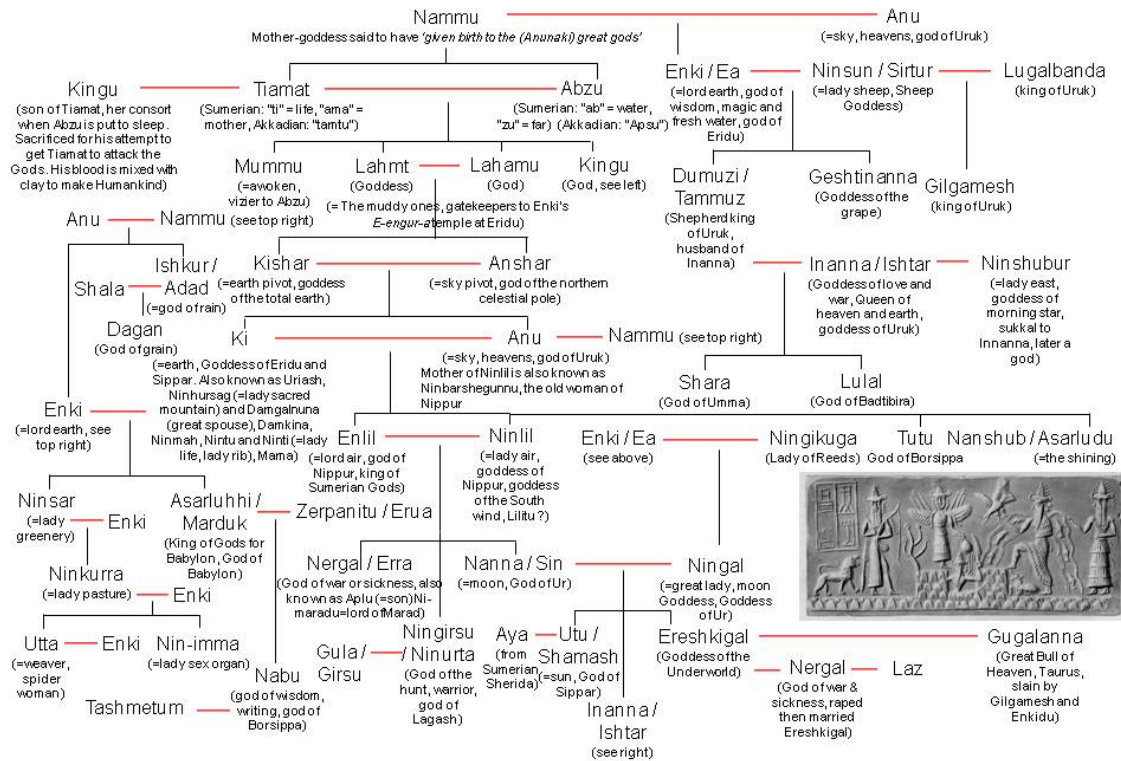 Nammu
Mother-goddess said to have 'given birth to the (Anunaki) great gods'
Anu
(=sky, heavens, god of Uruk)
Kingu
(son of Tiamat, her consort
when Abzu is put to sleep.
Sacrificed for his attempt to
get Tiamat to attack the
Gods. His blood is mixed with
clay to make Humankind)
Tiamat
(Sumerian: "ti" = life, "ama" =
mother, Akkadian: "tamtu")
Abzu
(Sumerian: "ab" = water,
"zu" = far) (Akkadian: "Apsu")
Enki / Ea
(=lord earth, god of
wisdom, magic and
fresh water, god of
Eridu)
Ninsun / Sirtur
(=lady sheep, Sheep
Goddess)
Lugalbanda
(king of Uruk)
Mummu
(=awoken,
vizier to Abzu)
Lahmt
(Goddess)
Lahamu
(God)
(= The muddy ones, gatekeepers to Enki's
E-engur-a temple at Eridu)
Kingu
(God, see left)
Dumuzi /
Tammuz
(Shepherd king
of Uruk,
husband of
Inanna)
Geshtinanna
(Goddess of the
grape)
Gilgamesh
(king of Uruk)
Anu
Nammu (see top right)
Ishkur /
Adad
(=god of rain)
Shala
Dagan
(God of grain)
Kishar
(=earth pivot, goddess
of the total earth)
Anshar
(=sky pivot, god of the northern
celestial pole)
Inanna / Ishtar
(Goddess of love and
war, Queen of
heaven and earth,
goddess of Uruk)
Ninshubur
(=lady east,
goddess of
morning star,
sukkal to
Innanna, later a
god)
Ki
(=earth, Goddess of Eridu and
Sippar. Also known as Uriash,
Ninhursag (=lady sacred
mountain) and Damgalnuna
(great spouse), Damkina,
Ninmah, Nintu and Ninti (=lady
life, lady rib), Mama)
Anu
(=sky, heavens, god of Uruk)
Mother of Ninlil is also known as
Ninbarshegunnu, the old woman of
Nippur
Nammu (see top right)
Shara
(God of Umma)
Lulal
(God of Badtibira)
Enki
(=lord earth, see
top right)
Enlil
(=lord air, god of
Nippur, king of
Sumerian Gods)
Ninlil
(=lady air,
goddess of
Nippur, goddess
of the South
wind, Lilitu ?)
Enki / Ea
(see above)
Ningikuga
(Lady of Reeds)
Tutu
God of Borsippa
Nanshub / Asarludu
(=the shining)
Ninsar
(=lady
greenery)
Enki
Asarluhhi /
Marduk
(King of Gods for
Babylon, God of
Babylon)
Zerpanitu / Erua
Ninkurra
(=lady pasture)
Enki
Nergal / Erra
(God of war or sickness, also
known as Aplu (=son) Ni-
maradu=lord of Marad)
Nanna / Sin
(=moon, God of Ur)
Ningal
(=great lady, moon
Goddess, Goddess
of Ur)
Utta
(=weaver,
spider
woman)
Enki
Nin-imma
(=lady sex organ)
Nabu
(god of wisdom,
writing, god of
Borsippa)
Tashmetum
Gula /
Girsu
Ningirsu
/ Ninurta
(God of the
hunt, warrior,
god of
Lagash)
Aya
(from
Sumerian
Sherida)
Utu /
Shamash
(=sun, God of
Sippar)
Inanna /
Ishtar
(see right)
Ereshkigal
(Goddess of the
Underworld)
Nergal
(God of war &
sickness, raped
then married
Ereshkigal)
Laz
Gugalanna
(Great Bull of
Heaven, Taurus,
slain by
Gilgamesh and
Enkidu)